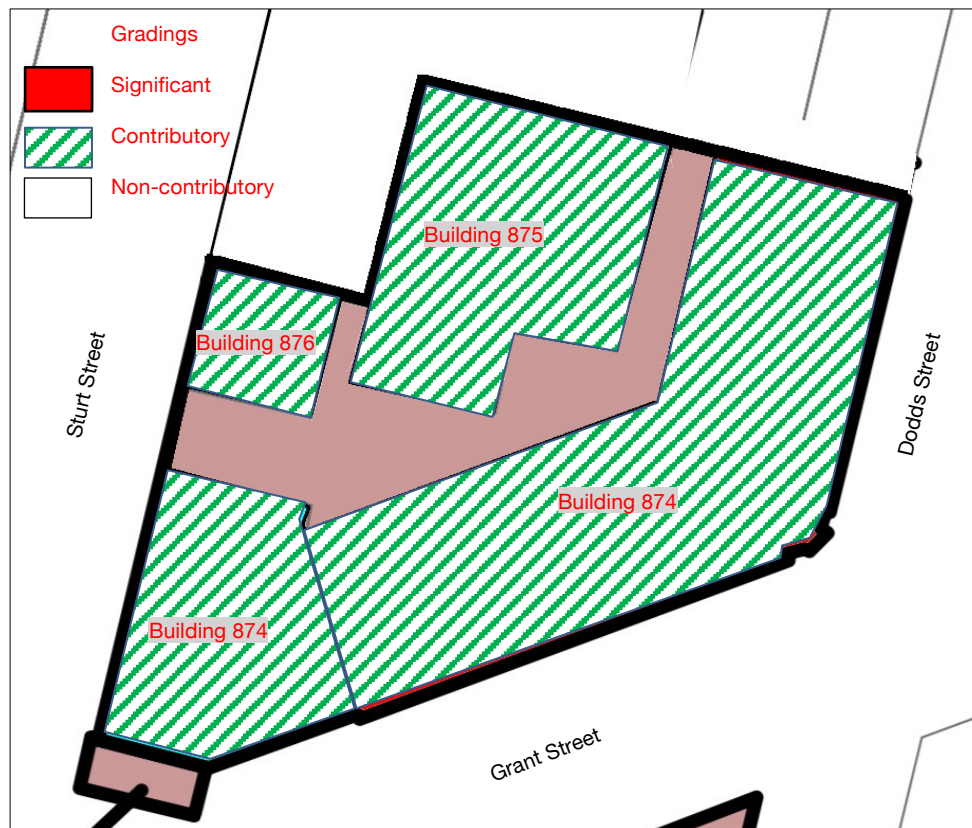 Gradings
Significant
Contributory
Non-contributory
Building 875
Building 876
Sturt Street
Dodds Street
Building 874
Building 874
Grant Street